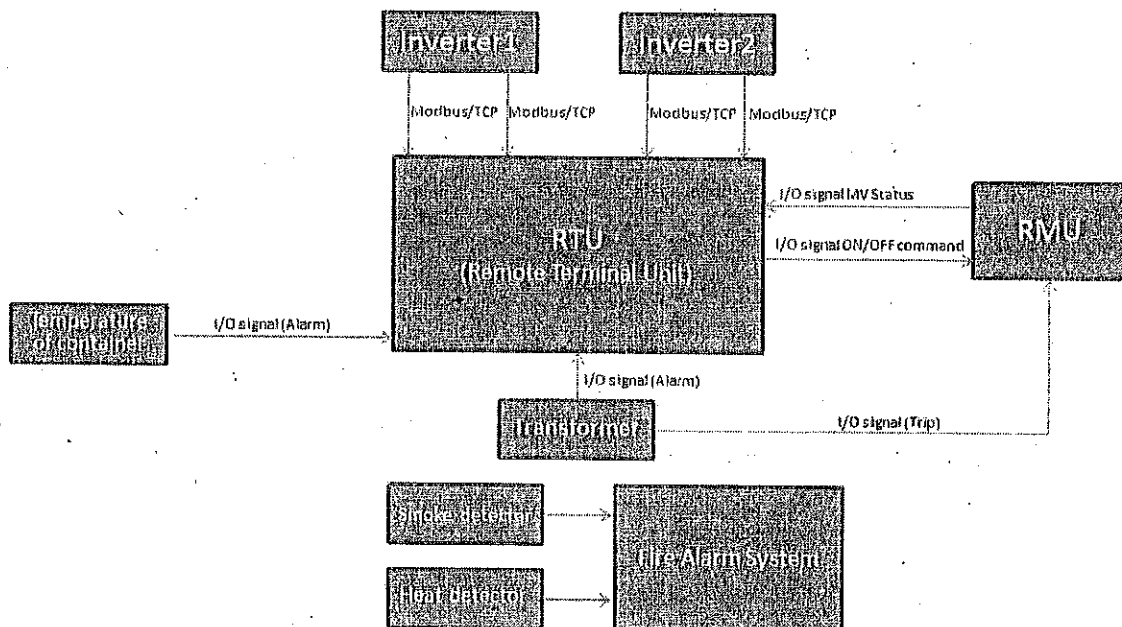 Inverter1
Inverter2
Modbus/TCP
Modbus/TCP
Modbus/TCP
Modbus/TCP
RTU
(Remote Terminal Unit)
I/O signal MV Status
I/O signal ON/OFF command
RMU
Temperature
of container
I/O signal (Alarm)
I/O signal (Alarm)
Transformer
I/O signal (Trip)
Smoke detector
Fire Alarm System
Heat detector